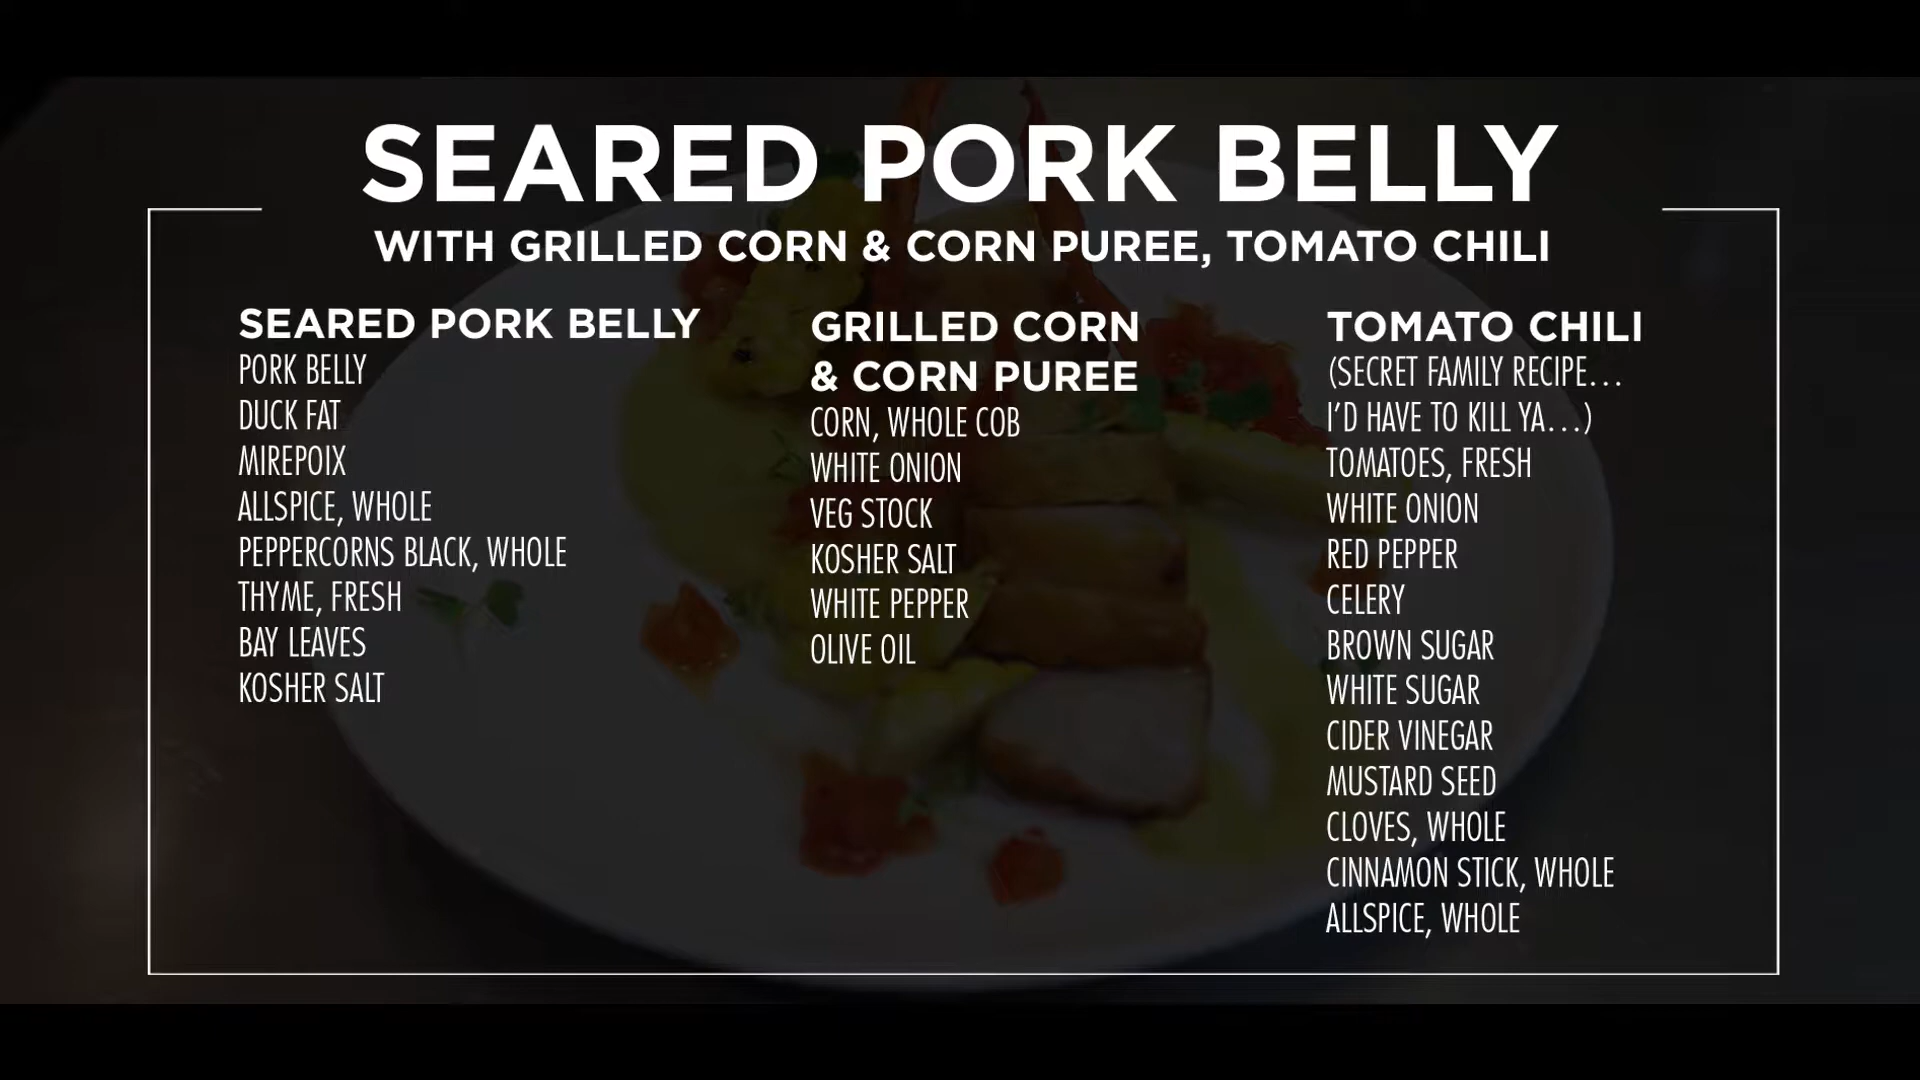 SEARED PORK BELLY
WITH GRILLED CORN & CORN PUREE, TOMATO CHILI
SEARED PORK BELLY
PORK BELLY
DUCK FAT
MIREPOIX
ALLSPICE, WHOLE
PEPPERCORNS BLACK, WHOLE
THYME, FRESH
BAY LEAVES
KOSHER SALT
GRILLED CORN
& CORN PUREE
CORN, WHOLE COB
WHITE ONION
VEG STOCK
KOSHER SALT
WHITE PEPPER
OLIVE OIL
TOMATO CHILI
(SECRET FAMILY RECIPE...
I'D HAVE TO KILL YA...)
TOMATOES, FRESH
WHITE ONION
RED PEPPER
CELERY
BROWN SUGAR
WHITE SUGAR
CIDER VINEGAR
MUSTARD SEED
CLOVES, WHOLE
CINNAMON STICK, WHOLE
ALLSPICE, WHOLE